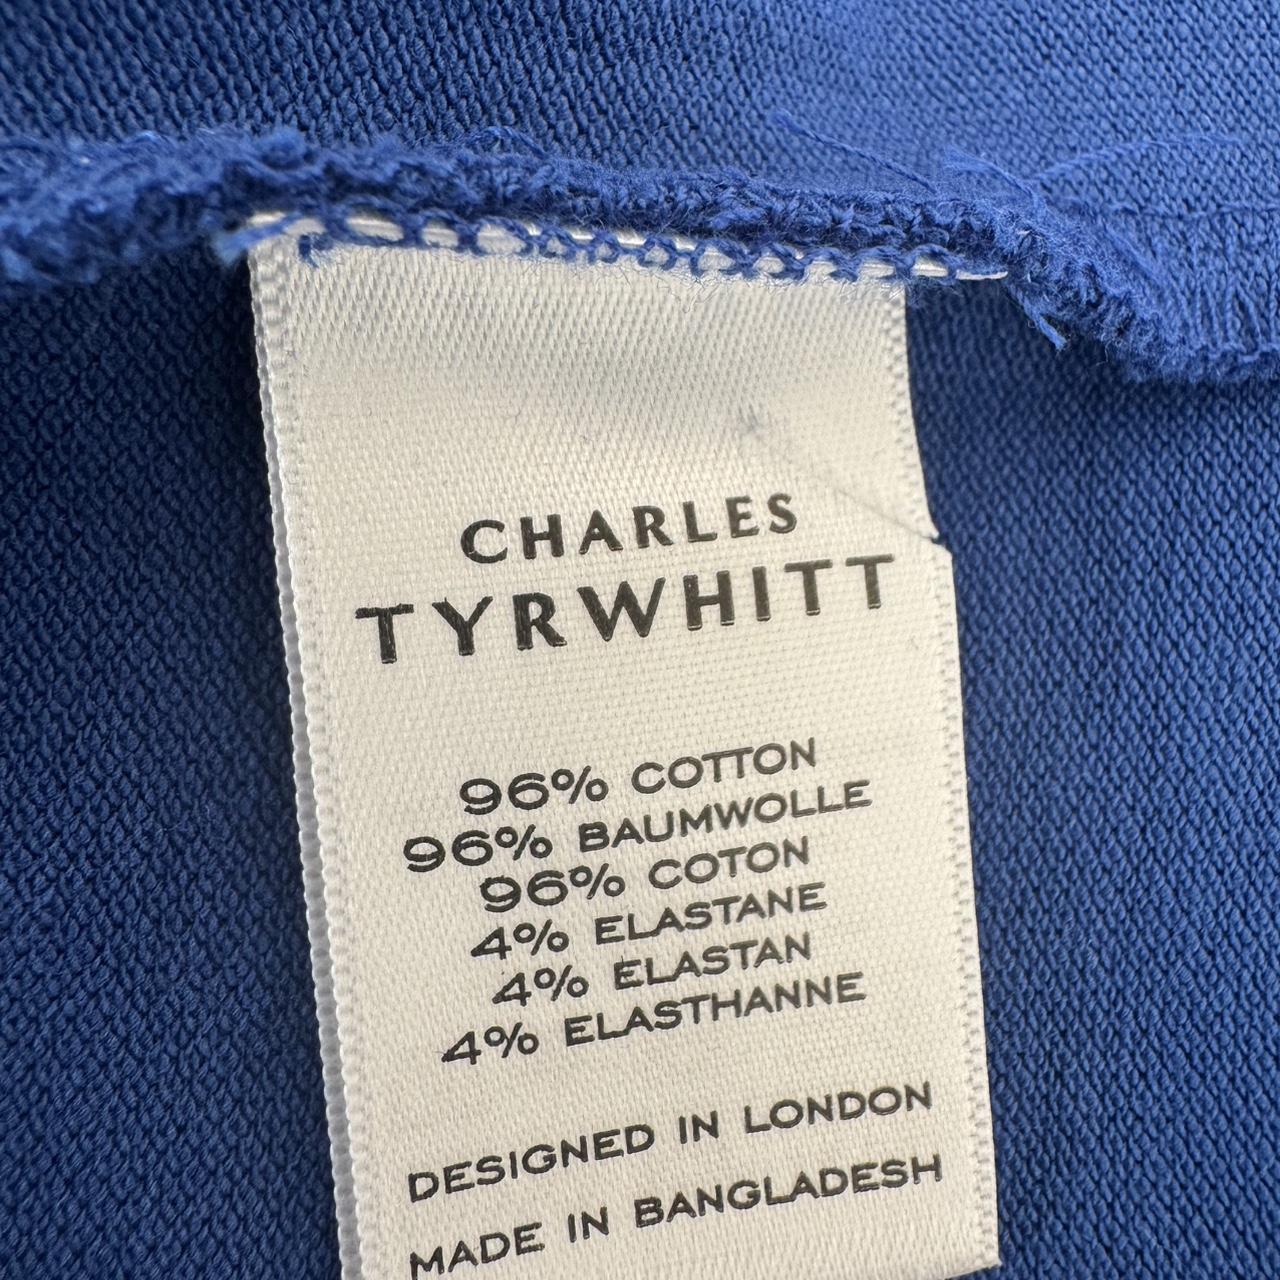 CHARLES
TYRWHITT
96% COTTON
96% BAUMWOLLE
96% COTON
4% ELASTANE
4% ELASTAN
4% ELASTHANNE
DESIGNED IN LONDON
MADE IN BANGLADESH